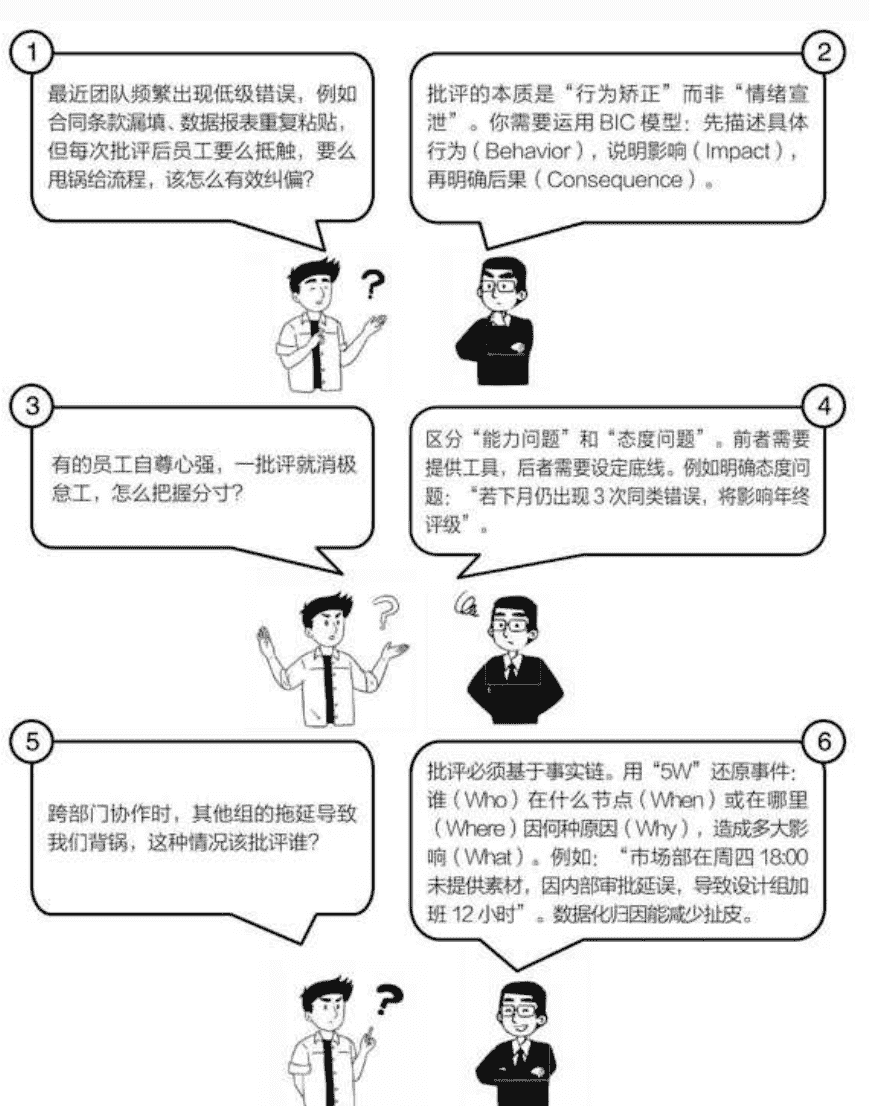 1
最近团队频繁出现低级错误，例如
合同条款漏填、数据报表重复粘贴，
但每次批评后员工要么抵触，要么
甩锅给流程，该怎么有效纠偏？
2
批评的本质是“行为矫正”而非“情绪宣
泄”。你需要运用 BIC 模型：先描述具体
行为（Behavior），说明影响（Impact），
再明确后果（Consequence）。
?
3
有的员工自尊心强，一批评就消极
怠工，怎么把握分寸？
4
区分“能力问题”和“态度问题”。前者需要
提供工具，后者需要设定底线。例如明确态度问
题：“若下月仍出现 3 次同类错误，将影响年终
评级”。
?
5
跨部门协作时，其他组的拖延导致
我们背锅，这种情况该批评谁？
6
批评必须基于事实链。用“5W”还原事件：
谁（Who）在什么节点（When）或在哪里
（Where）因何种原因（Why），造成多大影
响（What）。例如：“市场部在周四 18:00
未提供素材，因内部审批延误，导致设计组加
班 12 小时”。数据化归因能减少扯皮。
?